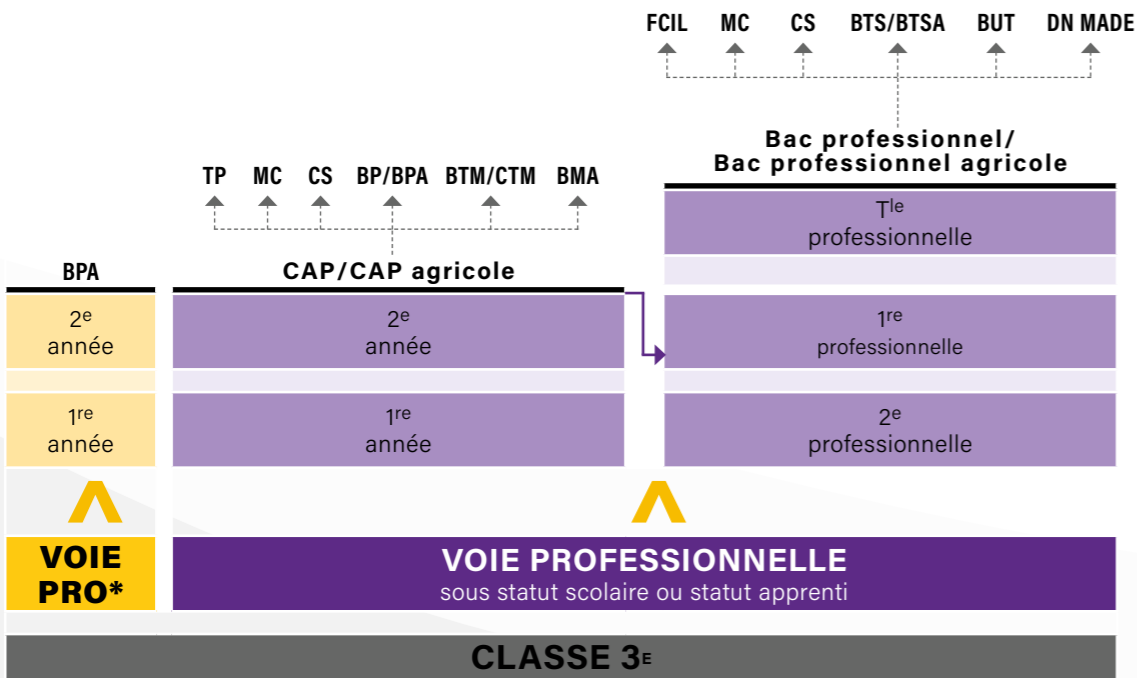 FCIL MC CS BTS/BTSA BUT DN MADE
Bac professionnel/
Bac professionnel agricole
TP MC CS BP/BPA BTM/CTM BMA
Tle
professionnelle
BPA
CAP/CAP agricole
2e
année
2e
année
1re
professionnelle
1re
année
1re
année
2e
professionnelle
VOIE
PRO*
VOIE PROFESSIONNELLE
sous statut scolaire ou statut apprenti
CLASSE 3E